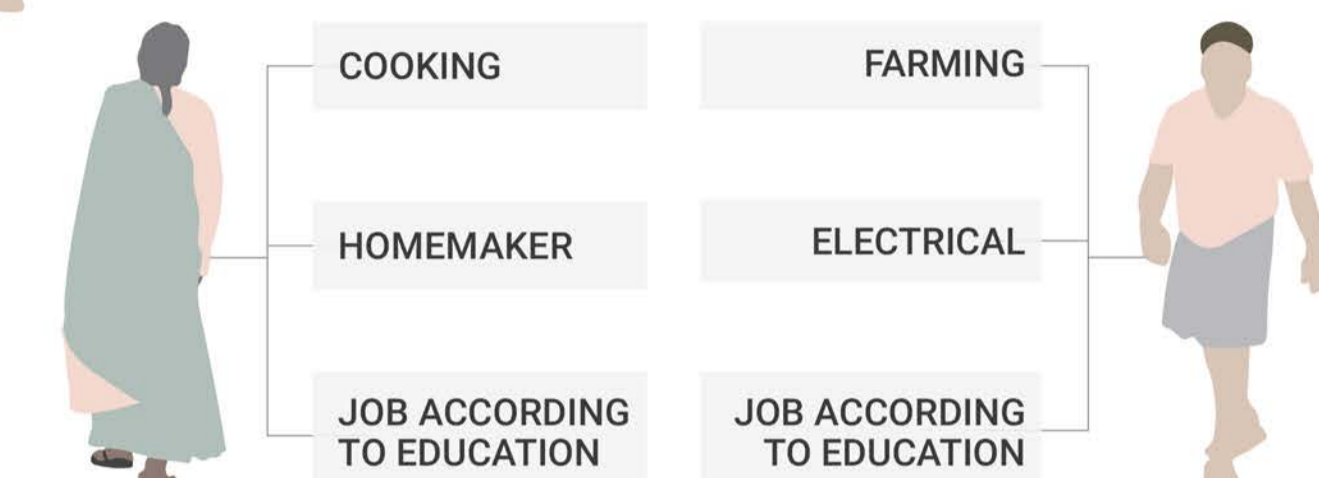 COOKING
HOMEMAKER
JOB ACCORDING
TO EDUCATION
FARMING
ELECTRICAL
JOB ACCORDING
TO EDUCATION